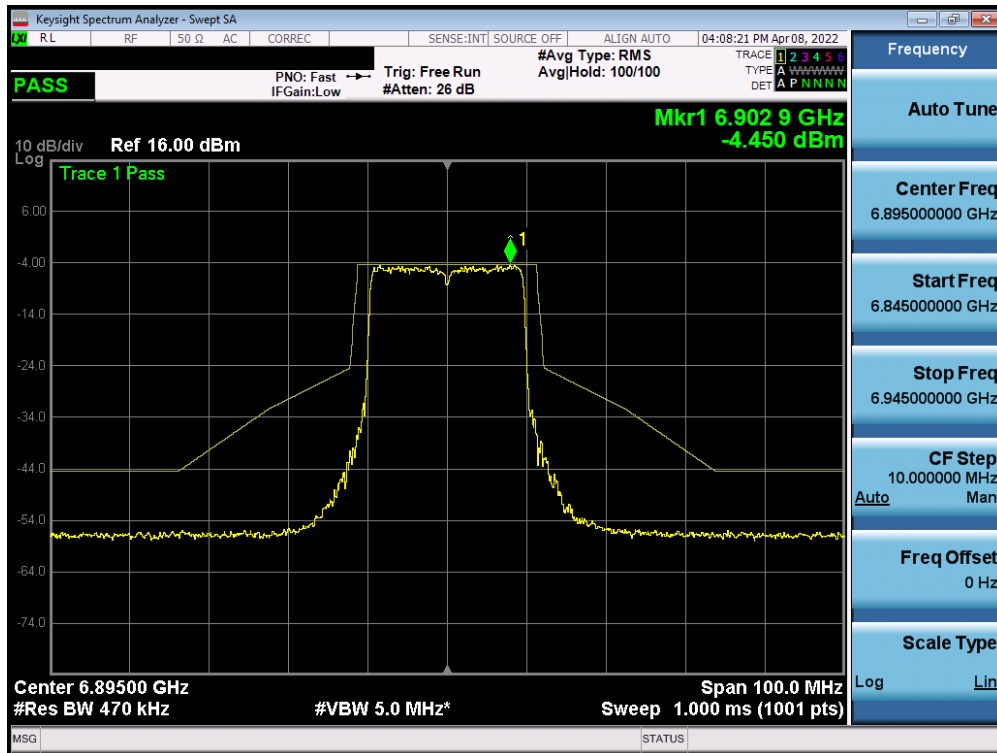 Keysight Spectrum Analyzer - Swept SA
LXI RL RF 50 Ω AC CORREC SENSE:INT SOURCE OFF ALIGN AUTO 04:08:21 PM Apr 08, 2022
PASS
PNO: Fast
IFGain:Low
Trig: Free Run
#Atten: 26 dB
#Avg Type: RMS
Avg|Hold: 100/100
TRACE 1 2 3 4 5 6
TYPE A WWWWWW
DET A P N N N N
Mkr1 6.902 9 GHz
-4.450 dBm
10 dB/div Ref 16.00 dBm
Log
Trace 1 Pass
1
6.00
-4.00
-14.0
-24.0
-34.0
-44.0
-54.0
-64.0
-74.0
Center 6.89500 GHz Span 100.0 MHz
#Res BW 470 kHz #VBW 5.0 MHz* Sweep 1.000 ms (1001 pts)
MSG STATUS
Frequency
Auto Tune
Center Freq
6.895000000 GHz
Start Freq
6.845000000 GHz
Stop Freq
6.945000000 GHz
CF Step
10.000000 MHz
Auto Man
Freq Offset
0 Hz
Scale Type
Log Lin